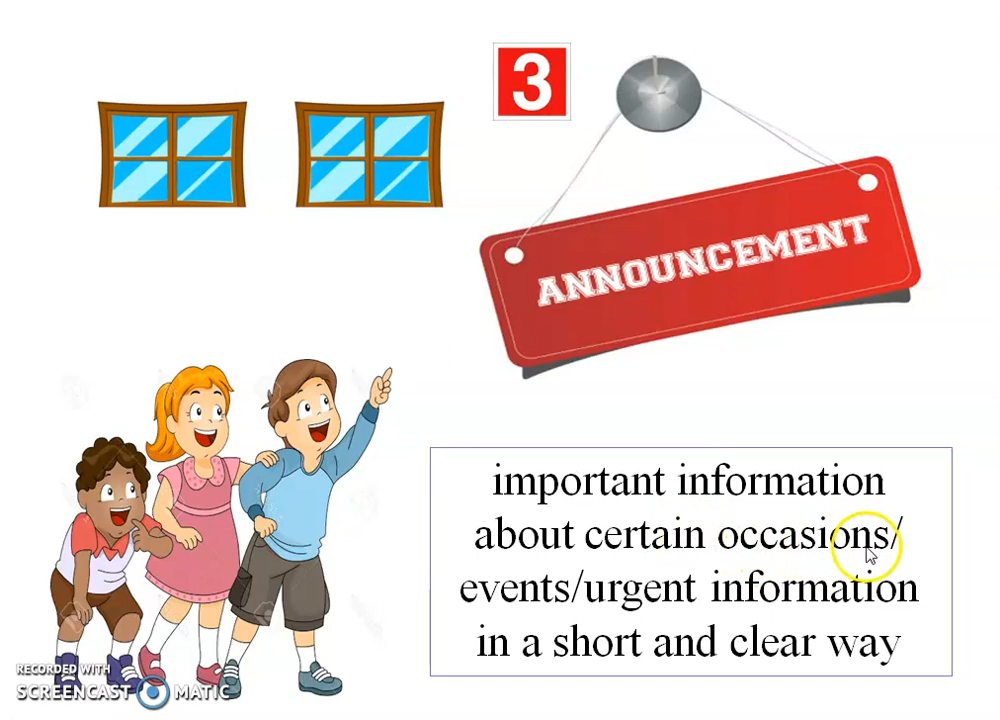 3
ANNOUNCEMENT
important information
about certain occasions/
events/urgent information
in a short and clear way
RECORDED WITH
SCREENCAST MATIC